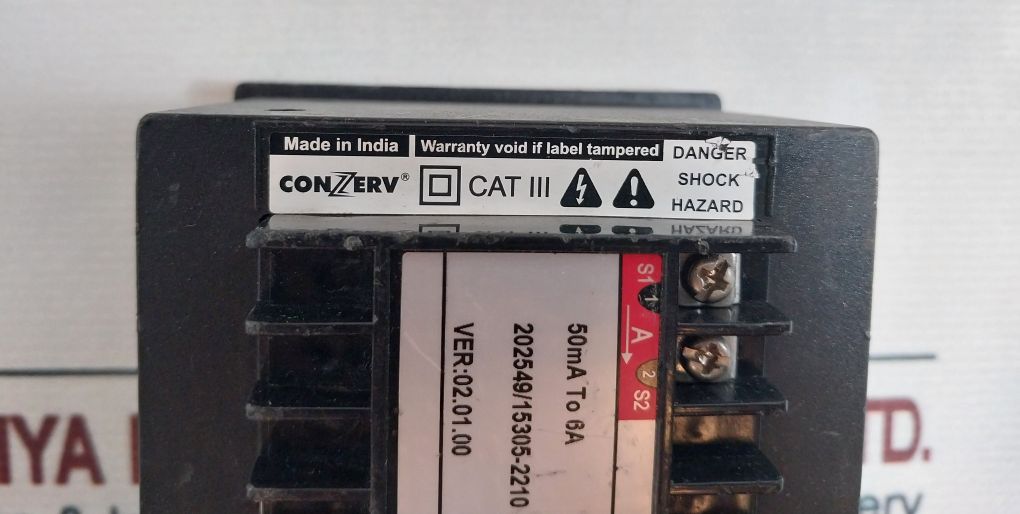 Made in India
Warranty void if label tampered
CONZERV®
CAT III
DANGER
SHOCK
HAZARD
S1 1 A 2 S2
50mA To 6A
202549/15305-2210
VER:02.01.00
TD.